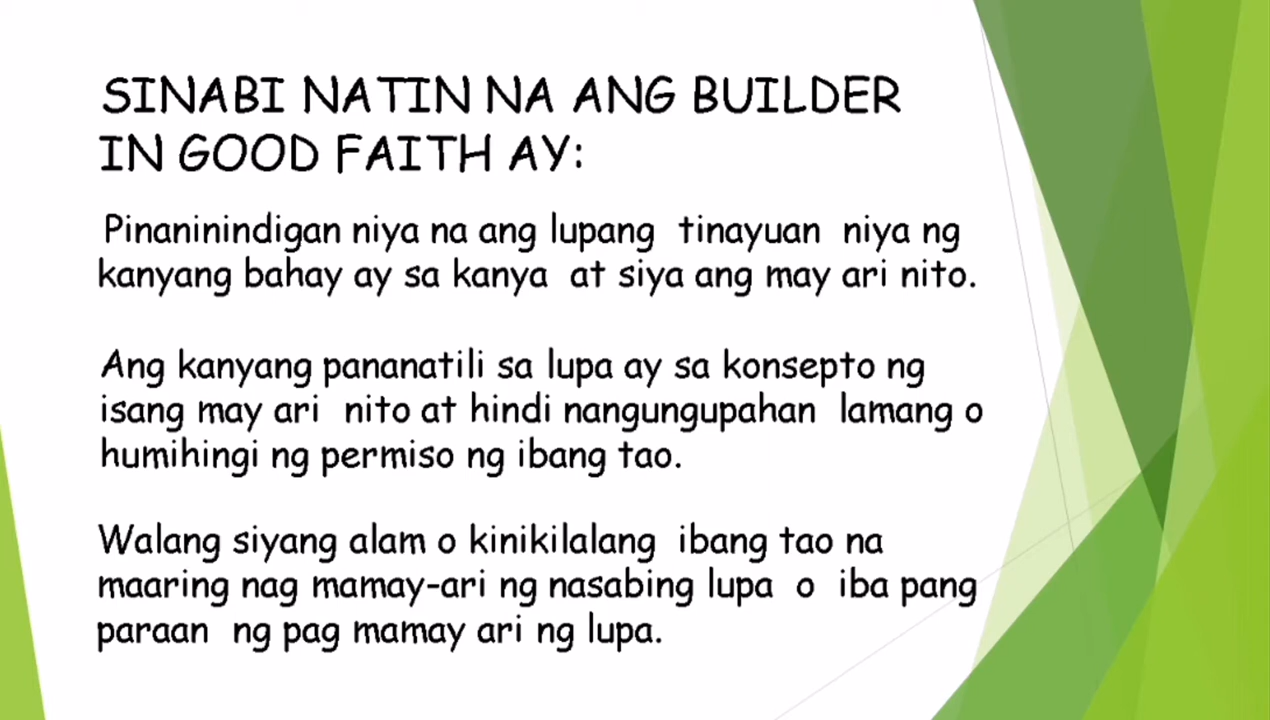 SINABI NATIN NA ANG BUILDER
IN GOOD FAITH AY:
Pinaninindigan niya na ang lupang tinayuan niya ng
kanyang bahay ay sa kanya at siya ang may ari nito.
Ang kanyang pananatili sa lupa ay sa konsepto ng
isang may ari nito at hindi nangungupahan lamang o
humihingi ng permiso ng ibang tao.
Walang siyang alam o kinikilalang ibang tao na
maaring nag mamay-ari ng nasabing lupa o iba pang
paraan ng pag mamay ari ng lupa.